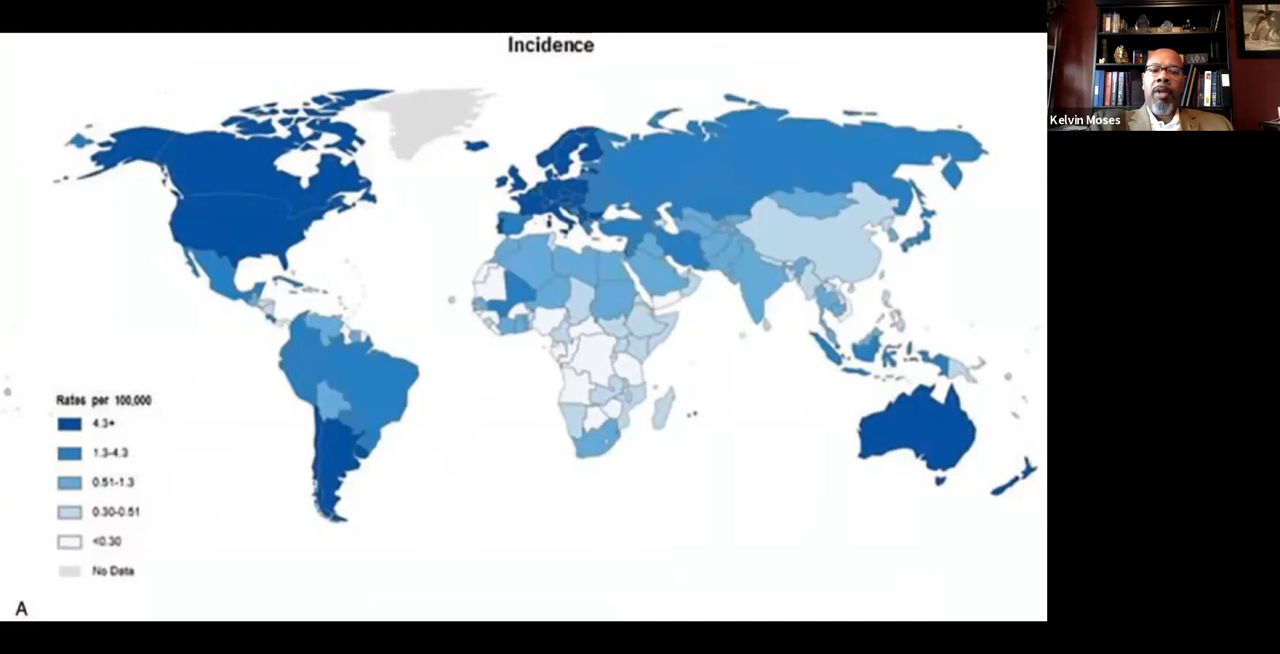 Incidence
Kelvin Moses
Rates per 100,000
4.3+
1.3-4.3
0.51-1.3
0.30-0.51
<0.30
No Data
A